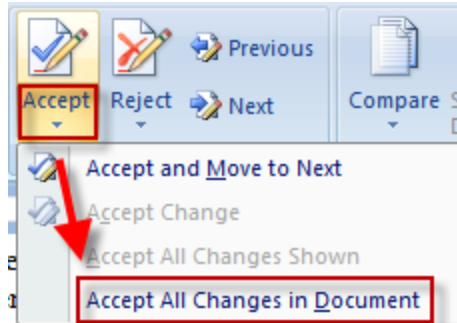 Previous
Accept Reject Next Compare
Accept and Move to Next
Accept Change
Accept All Changes Shown
Accept All Changes in Document